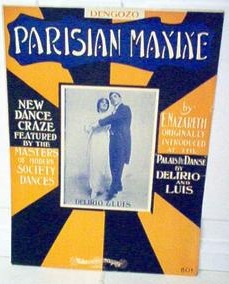 DENGOZO
PARISIAN MAXIXE
NEW
DANCE
CRAZE
FEATURED
BY THE
MASTERS
OF MODERN
SOCIETY
DANCES
by
E. NAZARETH
ORIGINALLY
INTRODUCED
AT THE
PALAIS de DANSE
BY
DELIRIO
AND
LUIS
DELIRIO & LUIS